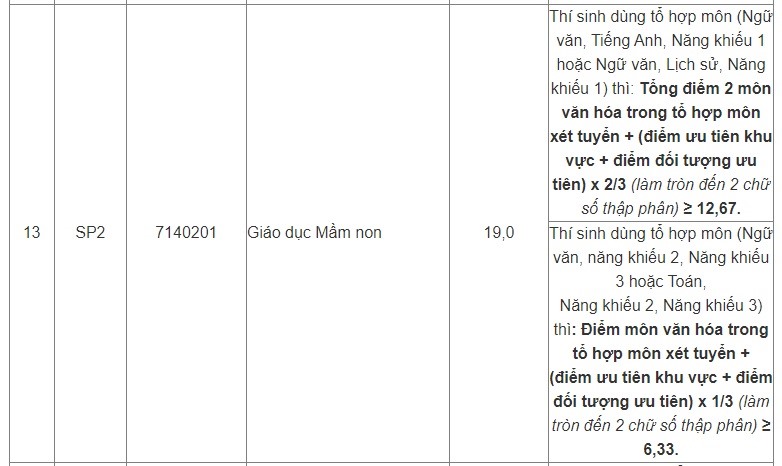 Thí sinh dùng tổ hợp môn (Ngữ
văn, Tiếng Anh, Năng khiếu 1
hoặc Ngữ văn, Lịch sử, Năng
khiếu 1) thì: Tổng điểm 2 môn
văn hóa trong tổ hợp môn
xét tuyển + (điểm ưu tiên khu
vực + điểm đối tượng ưu
tiên) x 2/3 (làm tròn đến 2 chữ
số thập phân) ≥ 12,67.
13 SP2 7140201 Giáo dục Mầm non 19,0
Thí sinh dùng tổ hợp môn (Ngữ
văn, năng khiếu 2, Năng khiếu
3 hoặc Toán,
Năng khiếu 2, Năng khiếu 3)
thì: Điểm môn văn hóa trong
tổ hợp môn xét tuyển +
(điểm ưu tiên khu vực + điểm
đối tượng ưu tiên) x 1/3 (làm
tròn đến 2 chữ số thập phân) ≥
6,33.